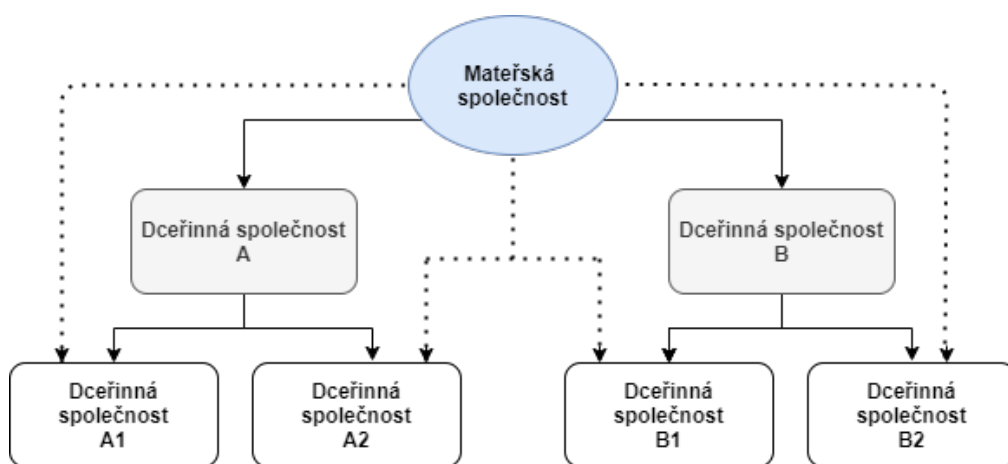 Mateřská
společnost
Dceřinná společnost
A
Dceřinná společnost
B
Dceřinná
společnost
A1
Dceřinná
společnost
A2
Dceřinná
společnost
B1
Dceřinná
společnost
B2